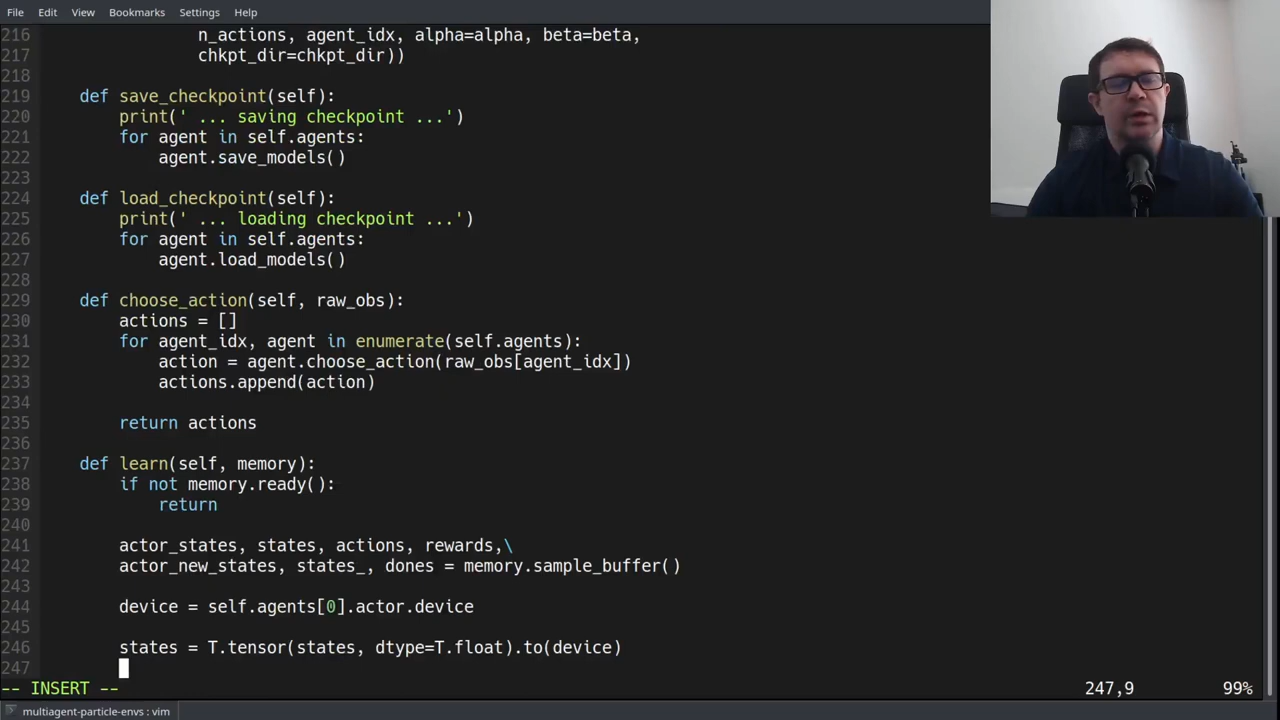 File Edit View Bookmarks Settings Help
216 n_actions, agent_idx, alpha=alpha, beta=beta,
217 chkpt_dir=chkpt_dir))
218
219 def save_checkpoint(self):
220 print(' ... saving checkpoint ...')
221 for agent in self.agents:
222 agent.save_models()
223
224 def load_checkpoint(self):
225 print(' ... loading checkpoint ...')
226 for agent in self.agents:
227 agent.load_models()
228
229 def choose_action(self, raw_obs):
230 actions = []
231 for agent_idx, agent in enumerate(self.agents):
232 action = agent.choose_action(raw_obs[agent_idx])
233 actions.append(action)
234
235 return actions
236
237 def learn(self, memory):
238 if not memory.ready():
239 return
240
241 actor_states, states, actions, rewards,\
242 actor_new_states, states_, dones = memory.sample_buffer()
243
244 device = self.agents[0].actor.device
245
246 states = T.tensor(states, dtype=T.float).to(device)
247
-- INSERT -- 247,9 99%
multiagent-particle-envs : vim